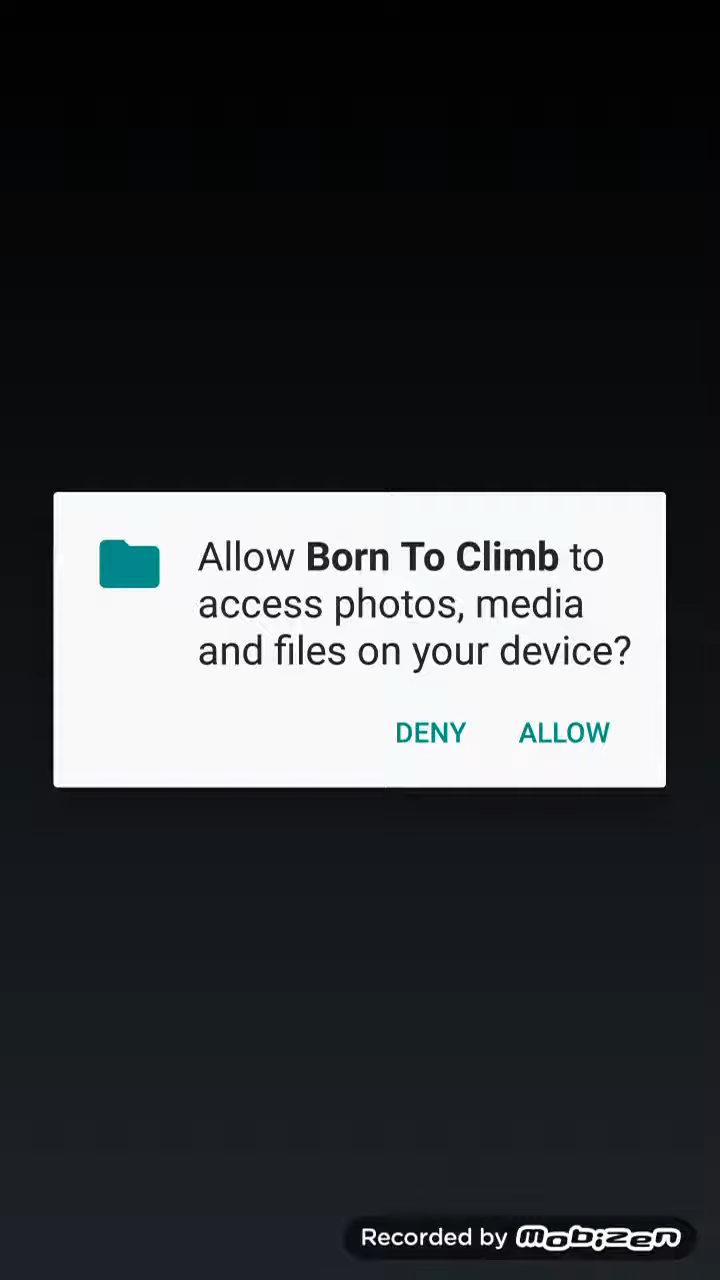 Allow Born To Climb to
access photos, media
and files on your device?
DENY ALLOW
Recorded by mobizen